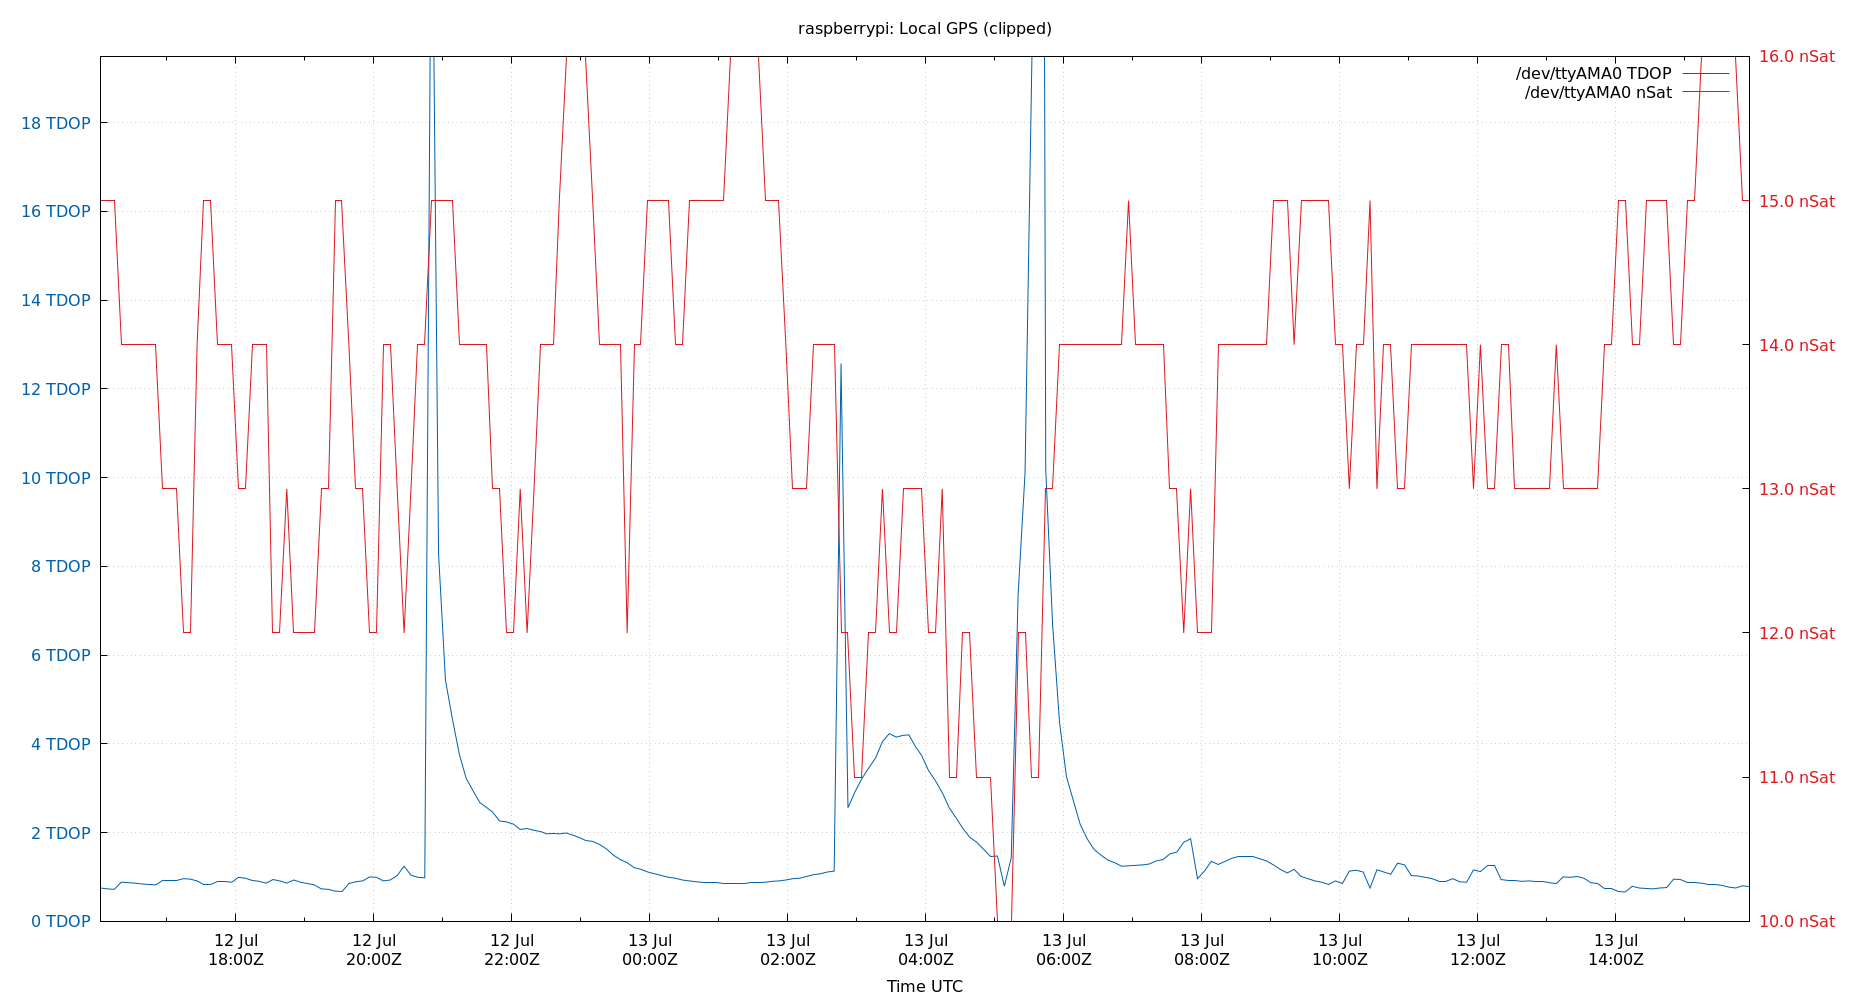 raspberrypi: Local GPS (clipped)
/dev/ttyAMA0 TDOP
/dev/ttyAMA0 nSat
18 TDOP
16 TDOP
14 TDOP
12 TDOP
10 TDOP
8 TDOP
6 TDOP
4 TDOP
2 TDOP
0 TDOP
16.0 nSat
15.0 nSat
14.0 nSat
13.0 nSat
12.0 nSat
11.0 nSat
10.0 nSat
12 Jul 12 Jul 12 Jul 13 Jul 13 Jul 13 Jul 13 Jul 13 Jul 13 Jul 13 Jul 13 Jul
18:00Z 20:00Z 22:00Z 00:00Z 02:00Z 04:00Z 06:00Z 08:00Z 10:00Z 12:00Z 14:00Z
Time UTC